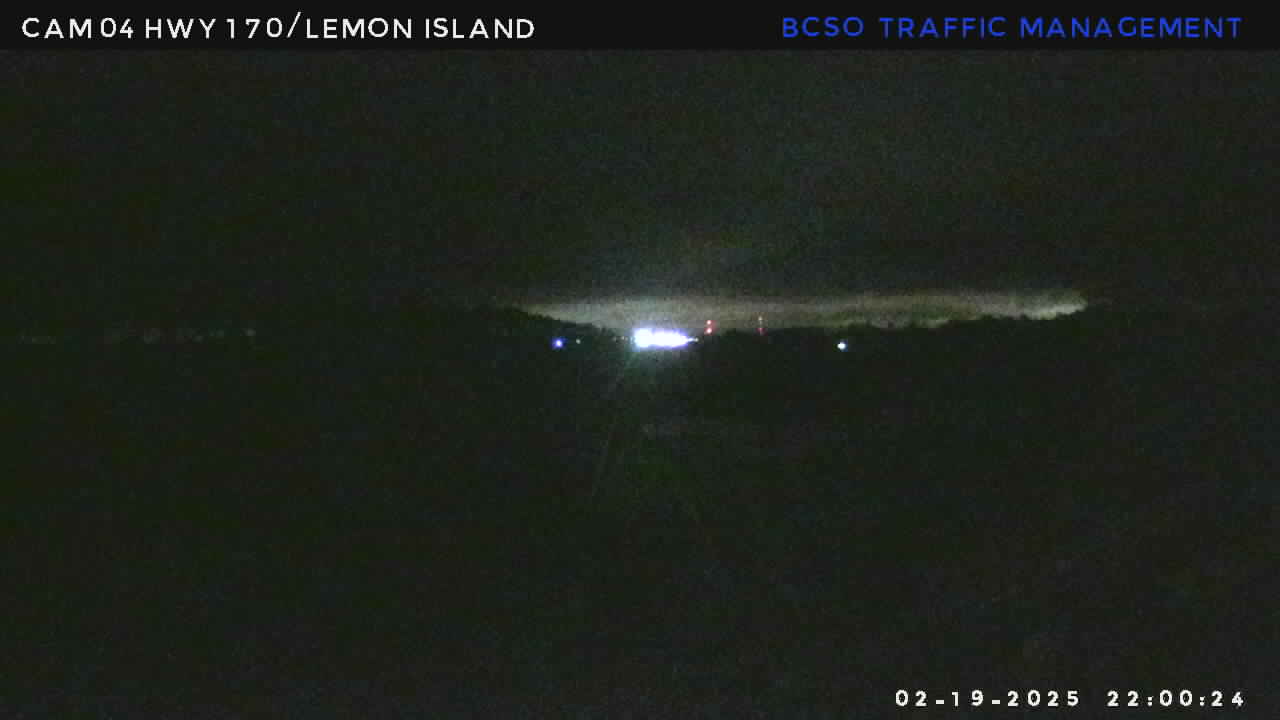 CAM04 HWY 170/LEMON ISLAND
BCSO TRAFFIC MANAGEMENT
02-19-2025 22:00:24